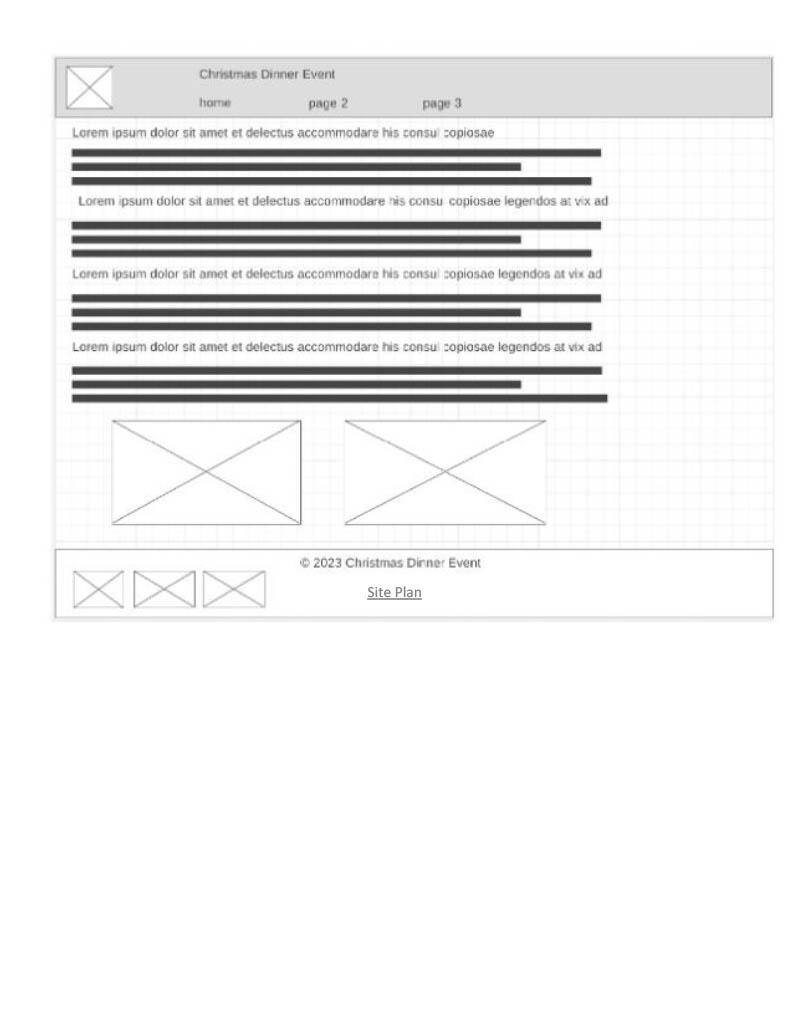 Christmas Dinner Event
home page 2 page 3
Lorem ipsum dolor sit amet et delectus accommodare his consul copiosae
Lorem ipsum dolor sit amet et delectus accommodare his consul copiosae legendos at vix ad
Lorem ipsum dolor sit amet et delectus accommodare his consul copiosae legendos at vix ad
Lorem ipsum dolor sit amet et delectus accommodare his consul copiosae legendos at vix ad
© 2023 Christmas Dinner Event
Site Plan